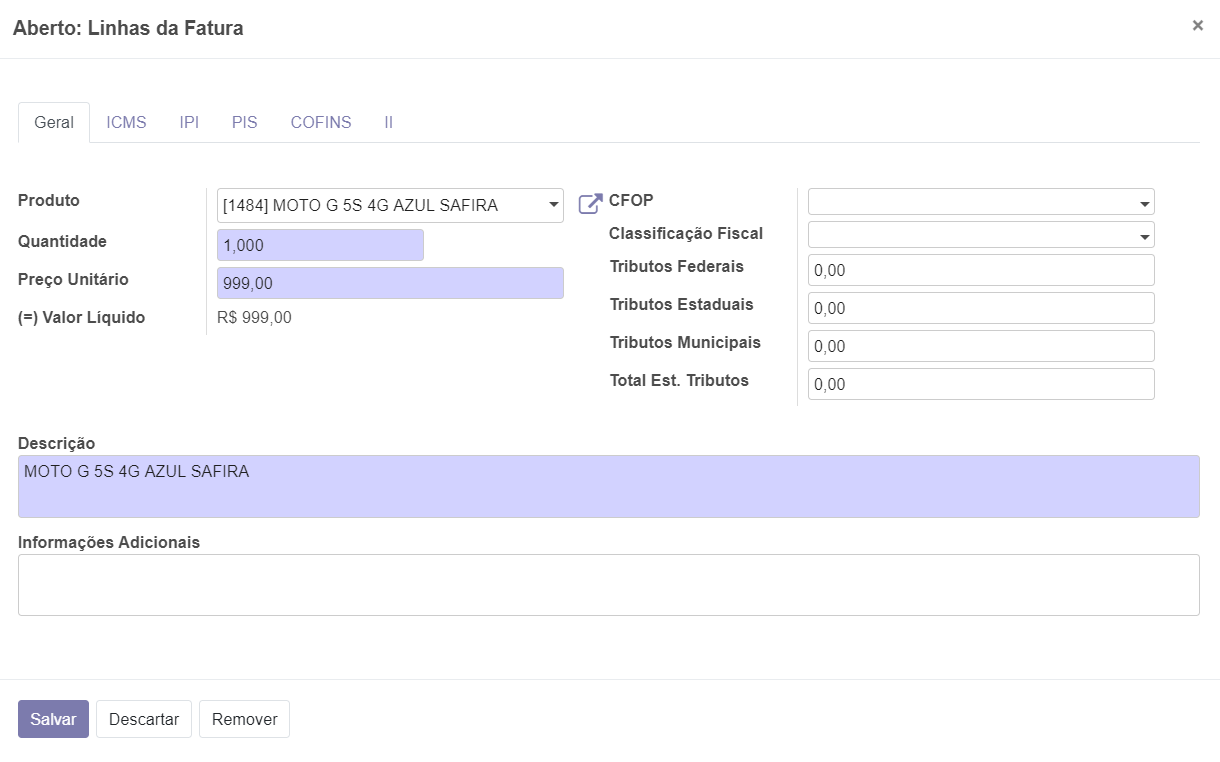 Aberto: Linhas da Fatura
×
Geral ICMS IPI PIS COFINS II
Produto
[1484] MOTO G 5S 4G AZUL SAFIRA
Quantidade
1,000
Preço Unitário
999,00
(=) Valor Líquido
R$ 999,00
CFOP
Classificação Fiscal
Tributos Federais
0,00
Tributos Estaduais
0,00
Tributos Municipais
0,00
Total Est. Tributos
0,00
Descrição
MOTO G 5S 4G AZUL SAFIRA
Informações Adicionais
Salvar Descartar Remover